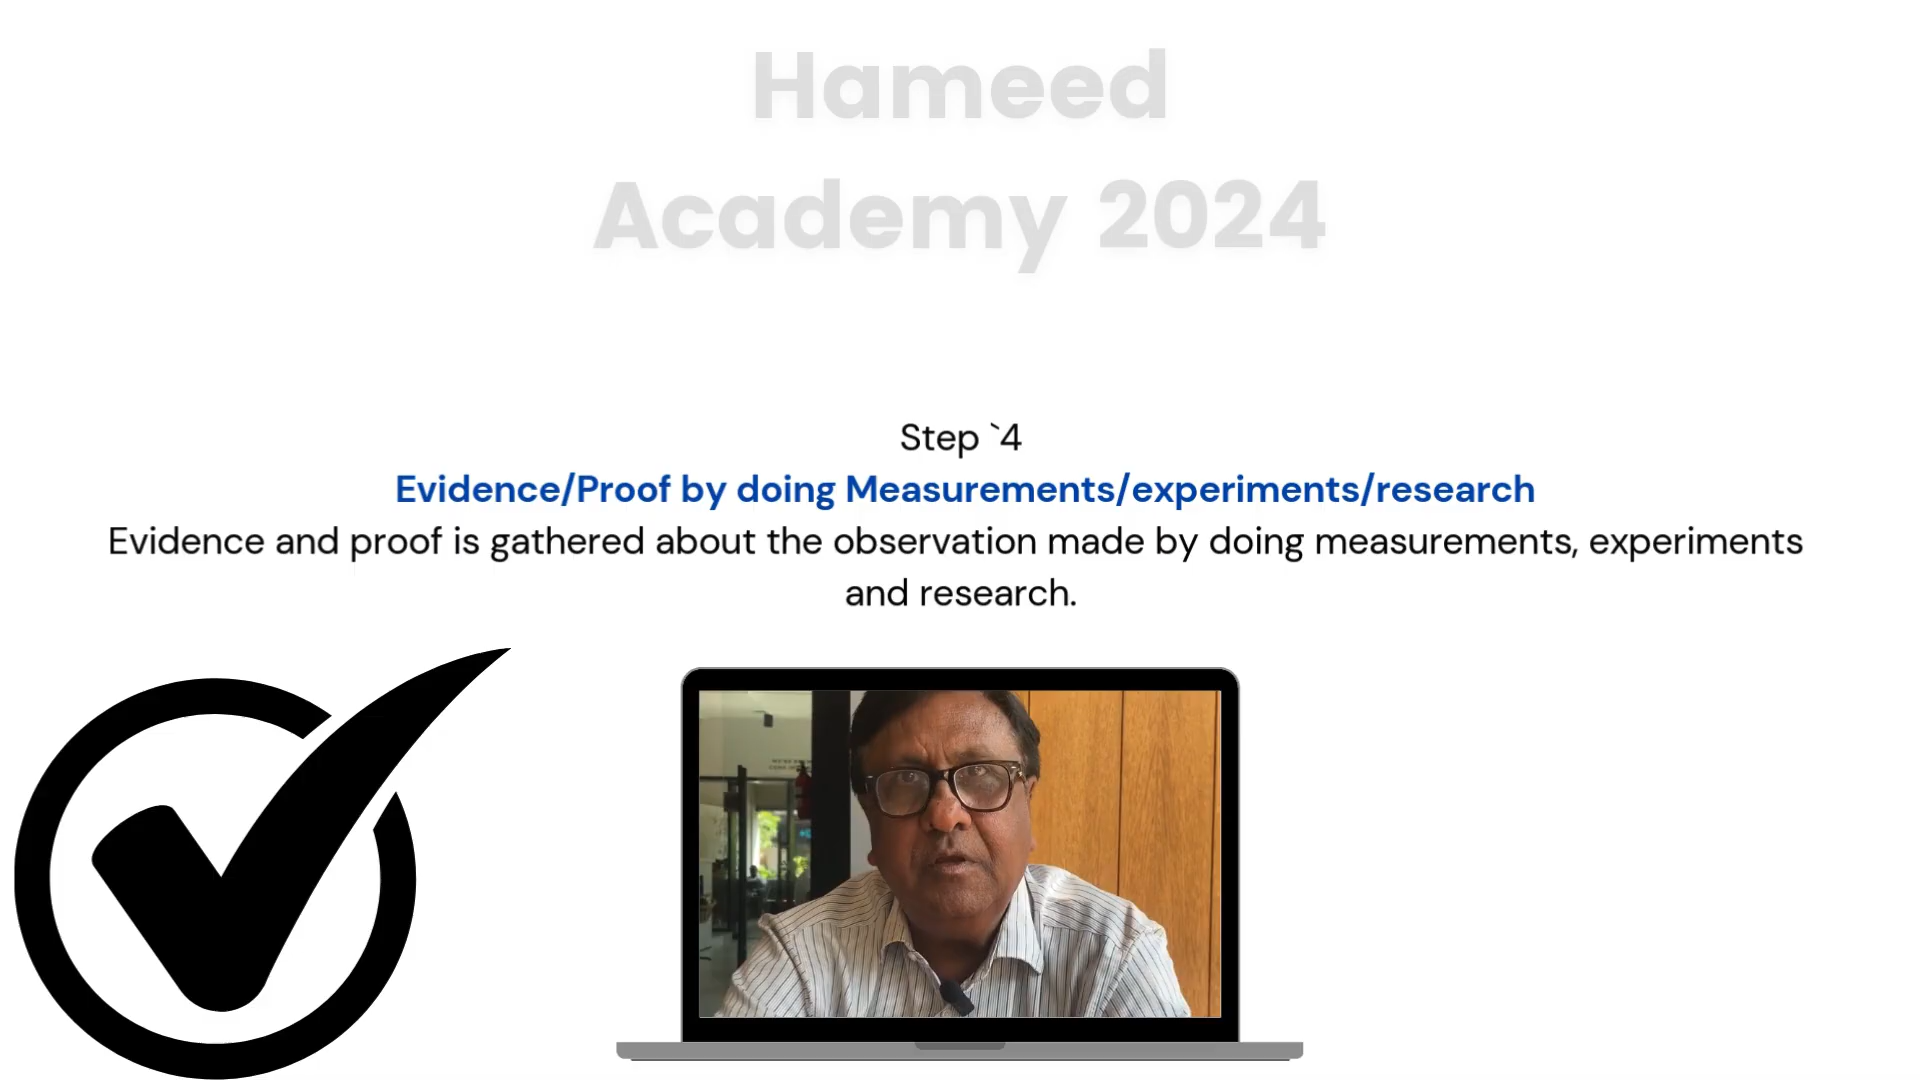 Hameed
Academy 2024
Step `4
Evidence/Proof by doing Measurements/experiments/research
Evidence and proof is gathered about the observation made by doing measurements, experiments
and research.